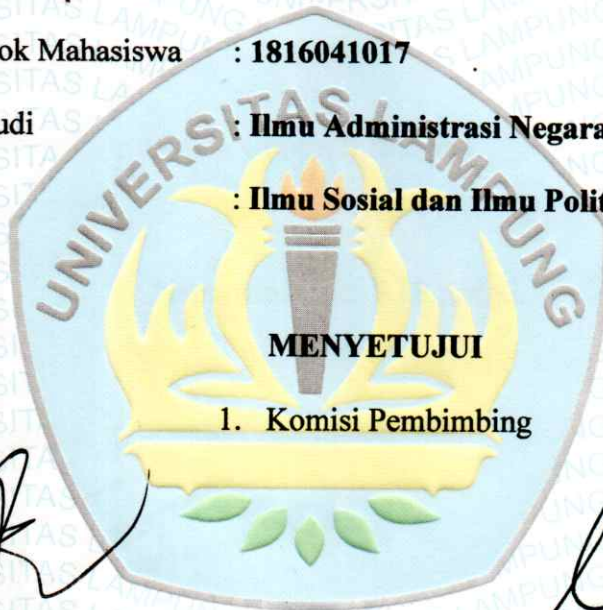 ok Mahasiswa : 1816041017
udi : Ilmu Administrasi Negara
: Ilmu Sosial dan Ilmu Polit
UNIVERSITAS LAMPUNG
MENYETUJUI
1. Komisi Pembimbing